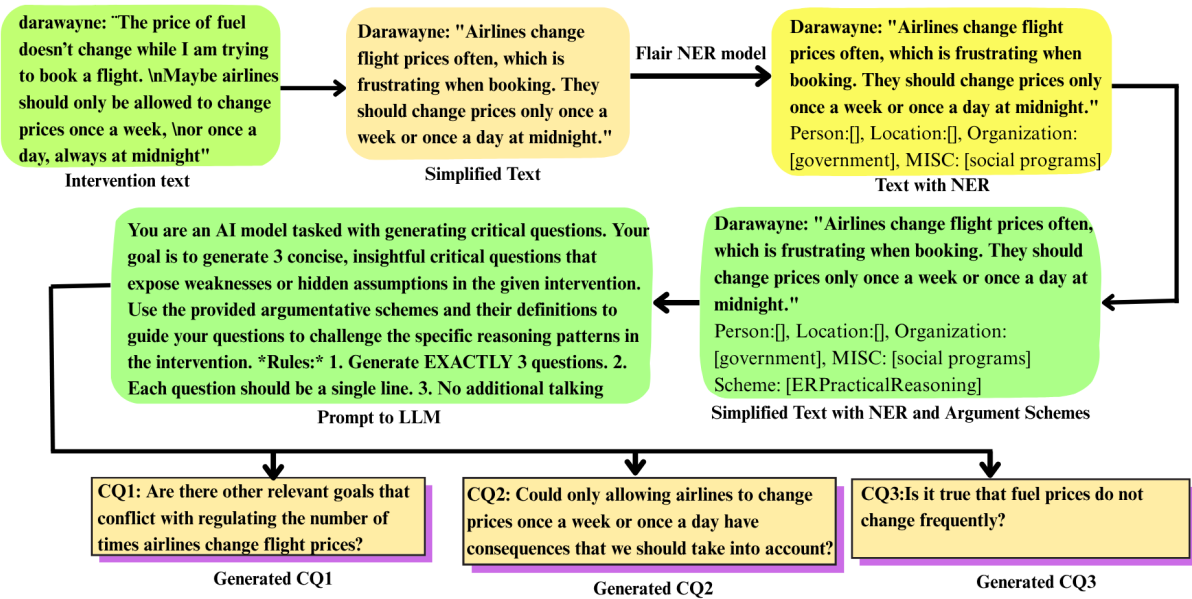 darawayne: "The price of fuel
doesn't change while I am trying
to book a flight. \nMaybe airlines
should only be allowed to change
prices once a week, \nor once a
day, always at midnight"
Intervention text
Darawayne: "Airlines change
flight prices often, which is
frustrating when booking. They
should change prices only once a
week or once a day at midnight."
Simplified Text
Flair NER model
Darawayne: "Airlines change flight
prices often, which is frustrating when
booking. They should change prices only
once a week or once a day at midnight."
Person:[], Location:[], Organization:
[government], MISC: [social programs]
Text with NER
Darawayne: "Airlines change flight prices often,
which is frustrating when booking. They should
change prices only once a week or once a day at
midnight."
Person:[], Location:[], Organization:
[government], MISC: [social programs]
Scheme: [ERPracticalReasoning]
Simplified Text with NER and Argument Schemes
You are an AI model tasked with generating critical questions. Your
goal is to generate 3 concise, insightful critical questions that
expose weaknesses or hidden assumptions in the given intervention.
Use the provided argumentative schemes and their definitions to
guide your questions to challenge the specific reasoning patterns in
the intervention. *Rules:* 1. Generate EXACTLY 3 questions. 2.
Each question should be a single line. 3. No additional talking
Prompt to LLM
CQ1: Are there other relevant goals that
conflict with regulating the number of
times airlines change flight prices?
Generated CQ1
CQ2: Could only allowing airlines to change
prices once a week or once a day have
consequences that we should take into account?
Generated CQ2
CQ3:Is it true that fuel prices do not
change frequently?
Generated CQ3